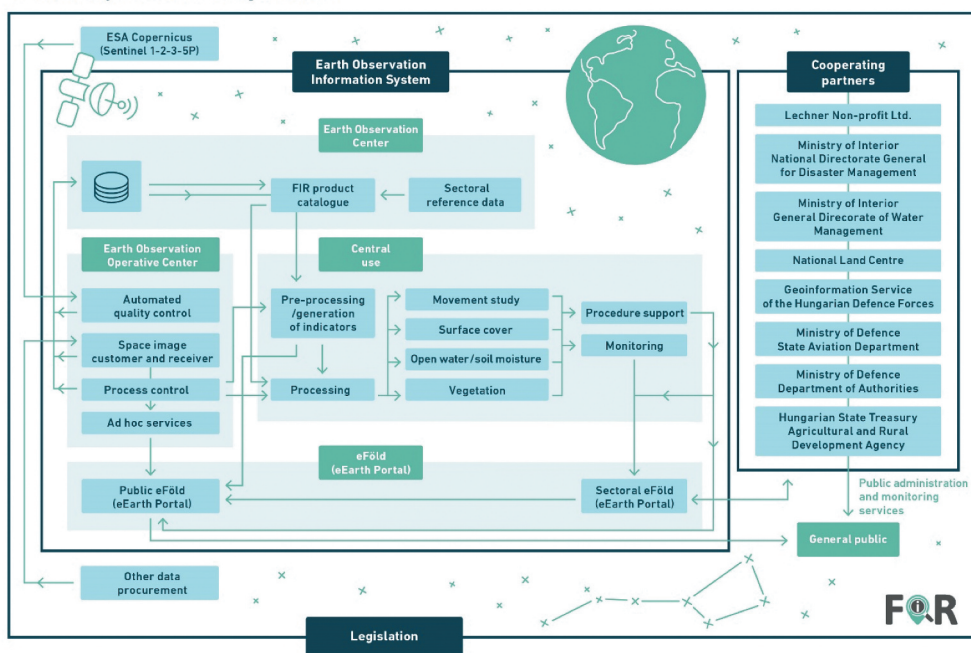 ESA Copernicus
(Sentinel 1-2-3-5P)
Earth Observation
Information System
Cooperating
partners
Earth Observation
Center
FIR product
catalogue
Sectoral
reference data
Earth Observation
Operative Center
Central
use
Automated
quality control
Space image
customer and receiver
Process control
Ad hoc services
Pre-processing
/generation
of indicators
Processing
Movement study
Surface cover
Open water/soil moisture
Vegetation
Procedure support
Monitoring
eFöld
(eEarth Portal)
Public eFöld
(eEarth Portal)
Sectoral eFöld
(eEarth Portal)
Lechner Non-profit Ltd.
Ministry of Interior
National Directorate General
for Disaster Management
Ministry of Interior
General Direcorate of Water
Management
National Land Centre
Geoinformation Service
of the Hungarian Defence Forces
Ministry of Defence
State Aviation Department
Ministry of Defence
Department of Authorities
Hungarian State Treasury
Agricultural and Rural
Development Agency
Public administration
and monitoring
services
General public
Other data
procurement
Legislation
FIR